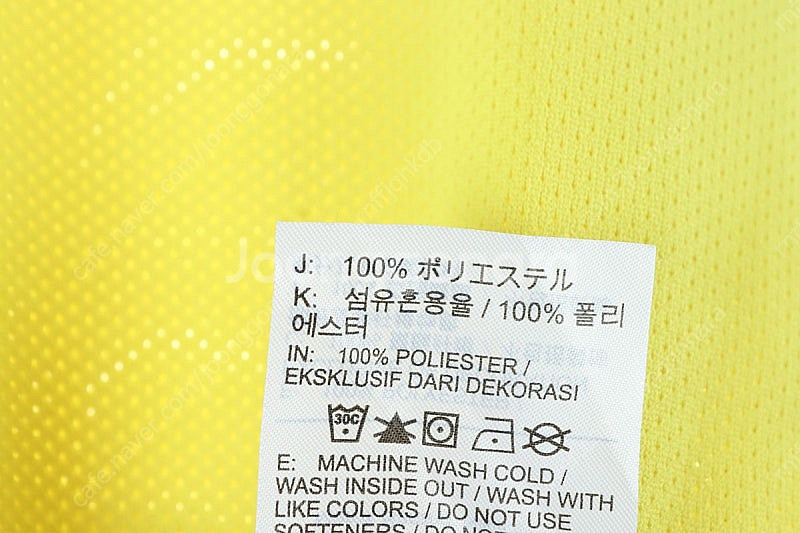 J: 100% ポリエステル
K: 섬유혼용율 / 100% 폴리
에스터
IN: 100% POLIESTER /
EKSKLUSIF DARI DEKORASI
30C
E: MACHINE WASH COLD /
WASH INSIDE OUT / WASH WITH
LIKE COLORS / DO NOT USE
SOFTENERS / DO NOT